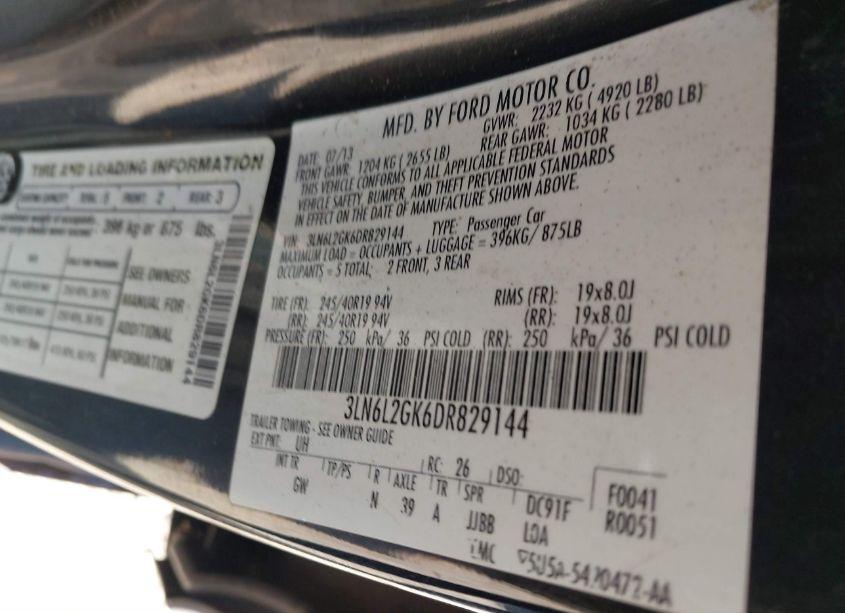 TIRE AND LOADING INFORMATION
SEATING CAPACITY TOTAL: 5 FRONT: 2 REAR: 3
kg or lbs.
SEE OWNERS
MANUAL FOR
ADDITIONAL
INFORMATION
3LN6L2GK6DR829144
MFD. BY FORD MOTOR CO.
DATE: 07/13 GVWR: 2232 KG ( 4920 LB)
FRONT GAWR: 1204 KG ( 2655 LB) REAR GAWR: 1034 KG ( 2280 LB)
THIS VEHICLE CONFORMS TO ALL APPLICABLE FEDERAL MOTOR
VEHICLE SAFETY, BUMPER, AND THEFT PREVENTION STANDARDS
IN EFFECT ON THE DATE OF MANUFACTURE SHOWN ABOVE.
VIN: 3LN6L2GK6DR829144 TYPE: Passenger Car
MAXIMUM LOAD = OCCUPANTS + LUGGAGE = 396KG/ 875LB
OCCUPANTS = 5 TOTAL; 2 FRONT, 3 REAR
TIRE (FR): 245/40R19 94V RIMS (FR): 19x8.0J
(RR): 245/40R19 94V (RR): 19x8.0J
PRESSURE (FR): 250 kPa/ 36 PSI COLD (RR): 250 kPa/ 36 PSI COLD
3LN6L2GK6DR829144
TRAILER TOWING - SEE OWNER GUIDE
EXT PNT: UH RC: 26 DSO:
INT TR TP/PS R AXLE TR SPR DC91F F0041
GW N 39 A JJBB LOA R0051